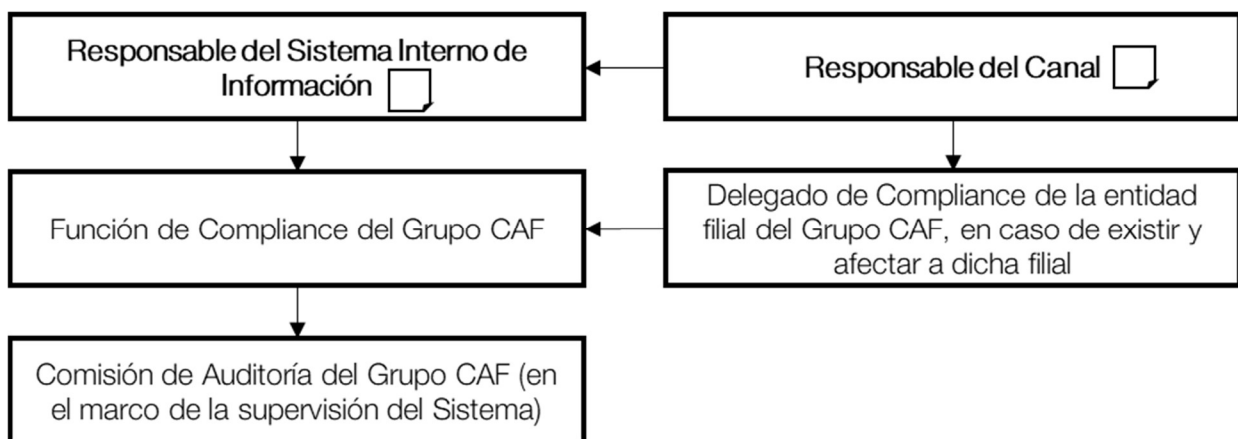 Responsable del Sistema Interno de
Información
Responsable del Canal
Función de Compliance del Grupo CAF
Delegado de Compliance de la entidad
filial del Grupo CAF, en caso de existir y
afectar a dicha filial
Comisión de Auditoría del Grupo CAF (en
el marco de la supervisión del Sistema)